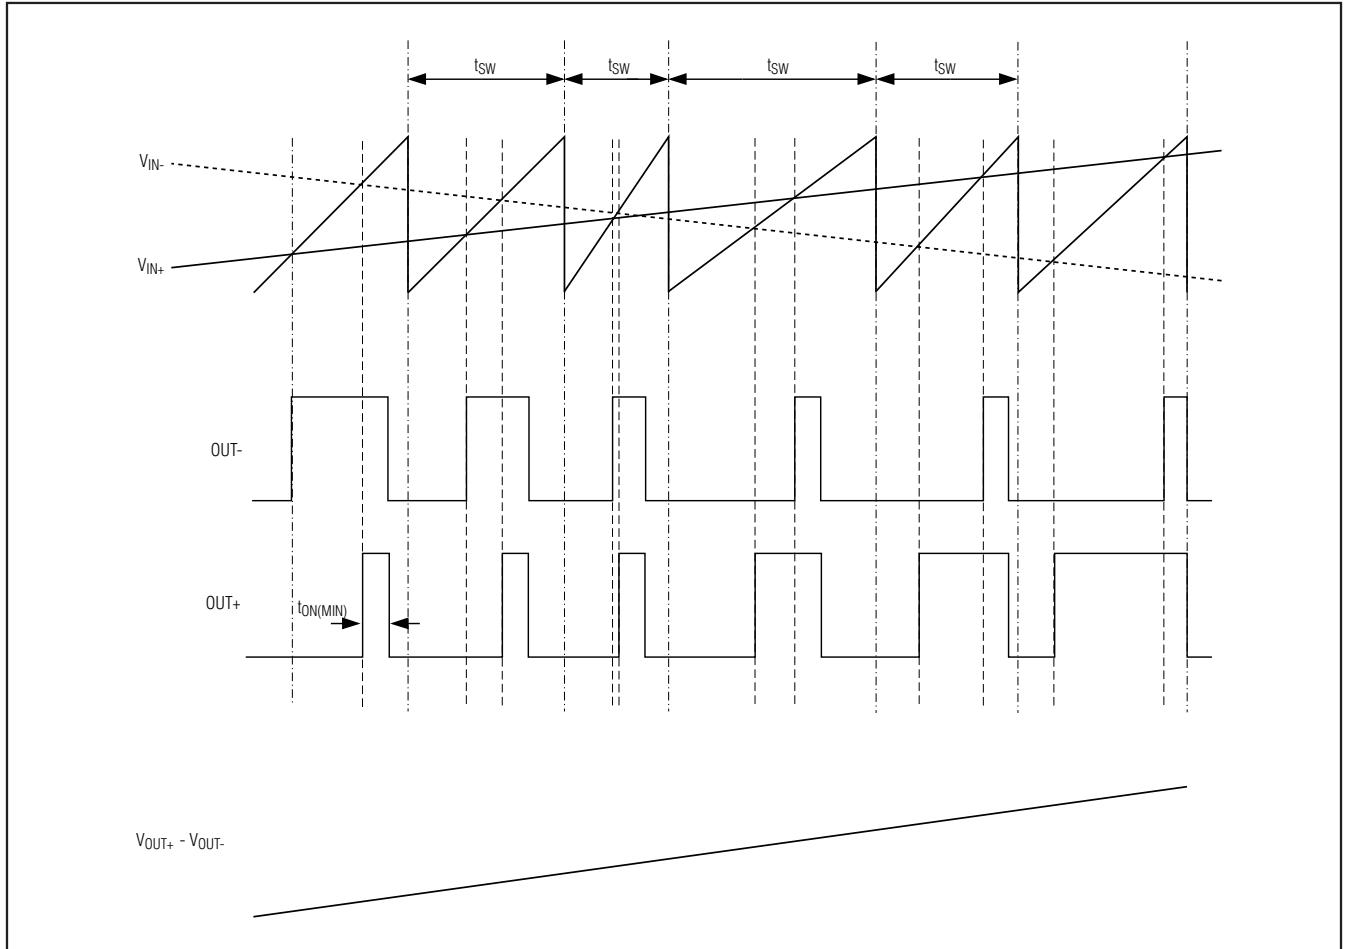 tSW tSW tSW tSW
VIN-
VIN+
OUT-
OUT+
tON(MIN)
VOUT+ - VOUT-